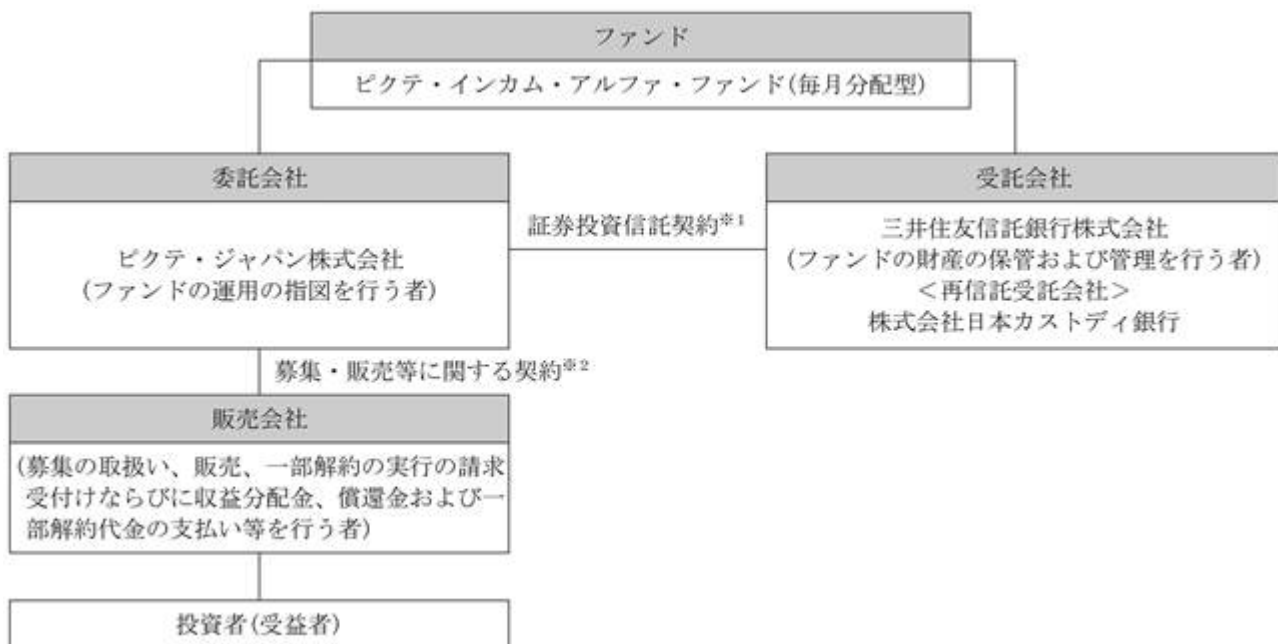 ファンド
ピクテ・インカム・アルファ・ファンド(毎月分配型)
委託会社
ピクテ・ジャパン株式会社
(ファンドの運用の指図を行う者)
証券投資信託契約※1
受託会社
三井住友信託銀行株式会社
(ファンドの財産の保管および管理を行う者)
<再信託受託会社>
株式会社日本カストディ銀行
募集・販売等に関する契約※2
販売会社
(募集の取扱い、販売、一部解約の実行の請求
受付けならびに収益分配金、償還金および一
部解約代金の支払い等を行う者)
投資者(受益者)